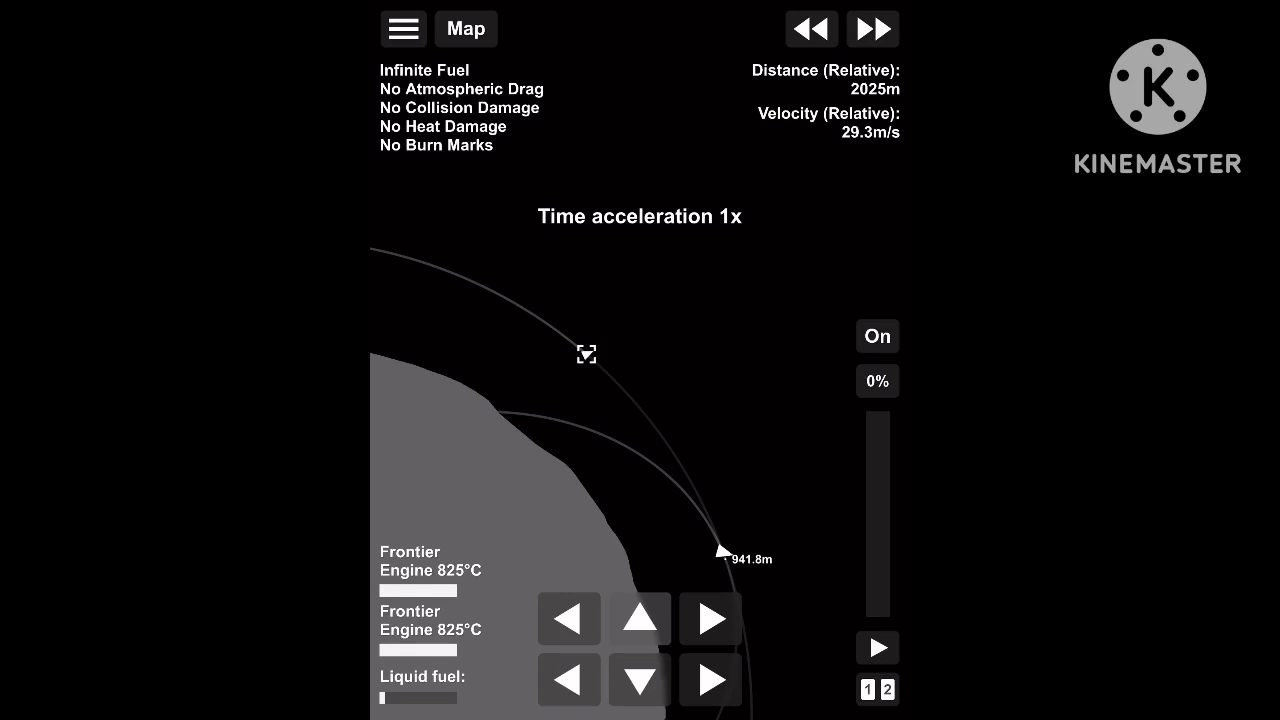 Map
Infinite Fuel
No Atmospheric Drag
No Collision Damage
No Heat Damage
No Burn Marks
Distance (Relative):
2025m
Velocity (Relative):
29.3m/s
K
KINEMASTER
Time acceleration 1x
On
0%
941.8m
Frontier
Engine 825°C
Frontier
Engine 825°C
Liquid fuel:
1 2